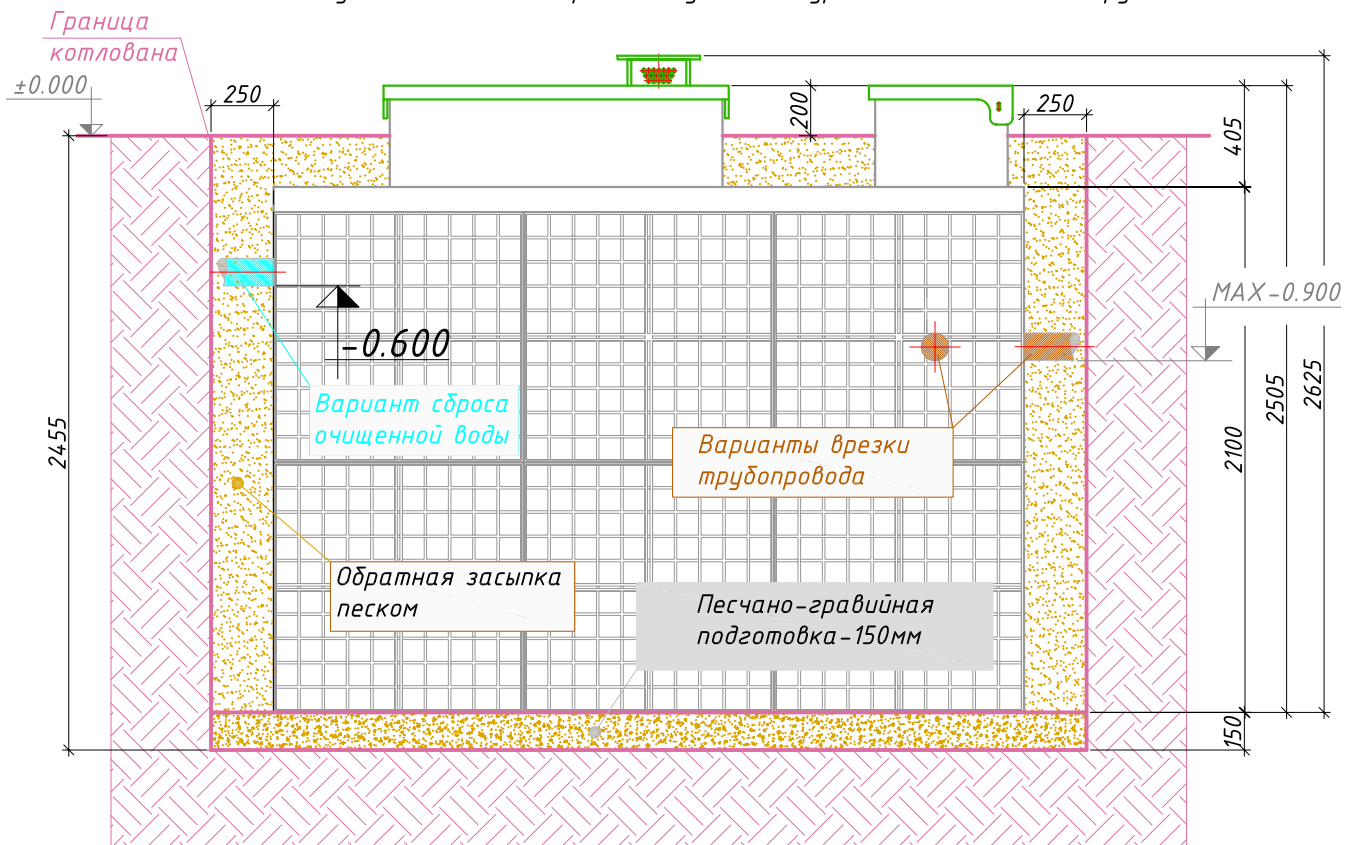 Граница
котлована
±0.000
250
200
250
405
MAX-0.900
-0.600
2455
2100
2505
2625
Вариант сброса
очищенной воды
Варианты врезки
трубопровода
Обратная засыпка
песком
Песчано-гравийная
подготовка-150мм
150